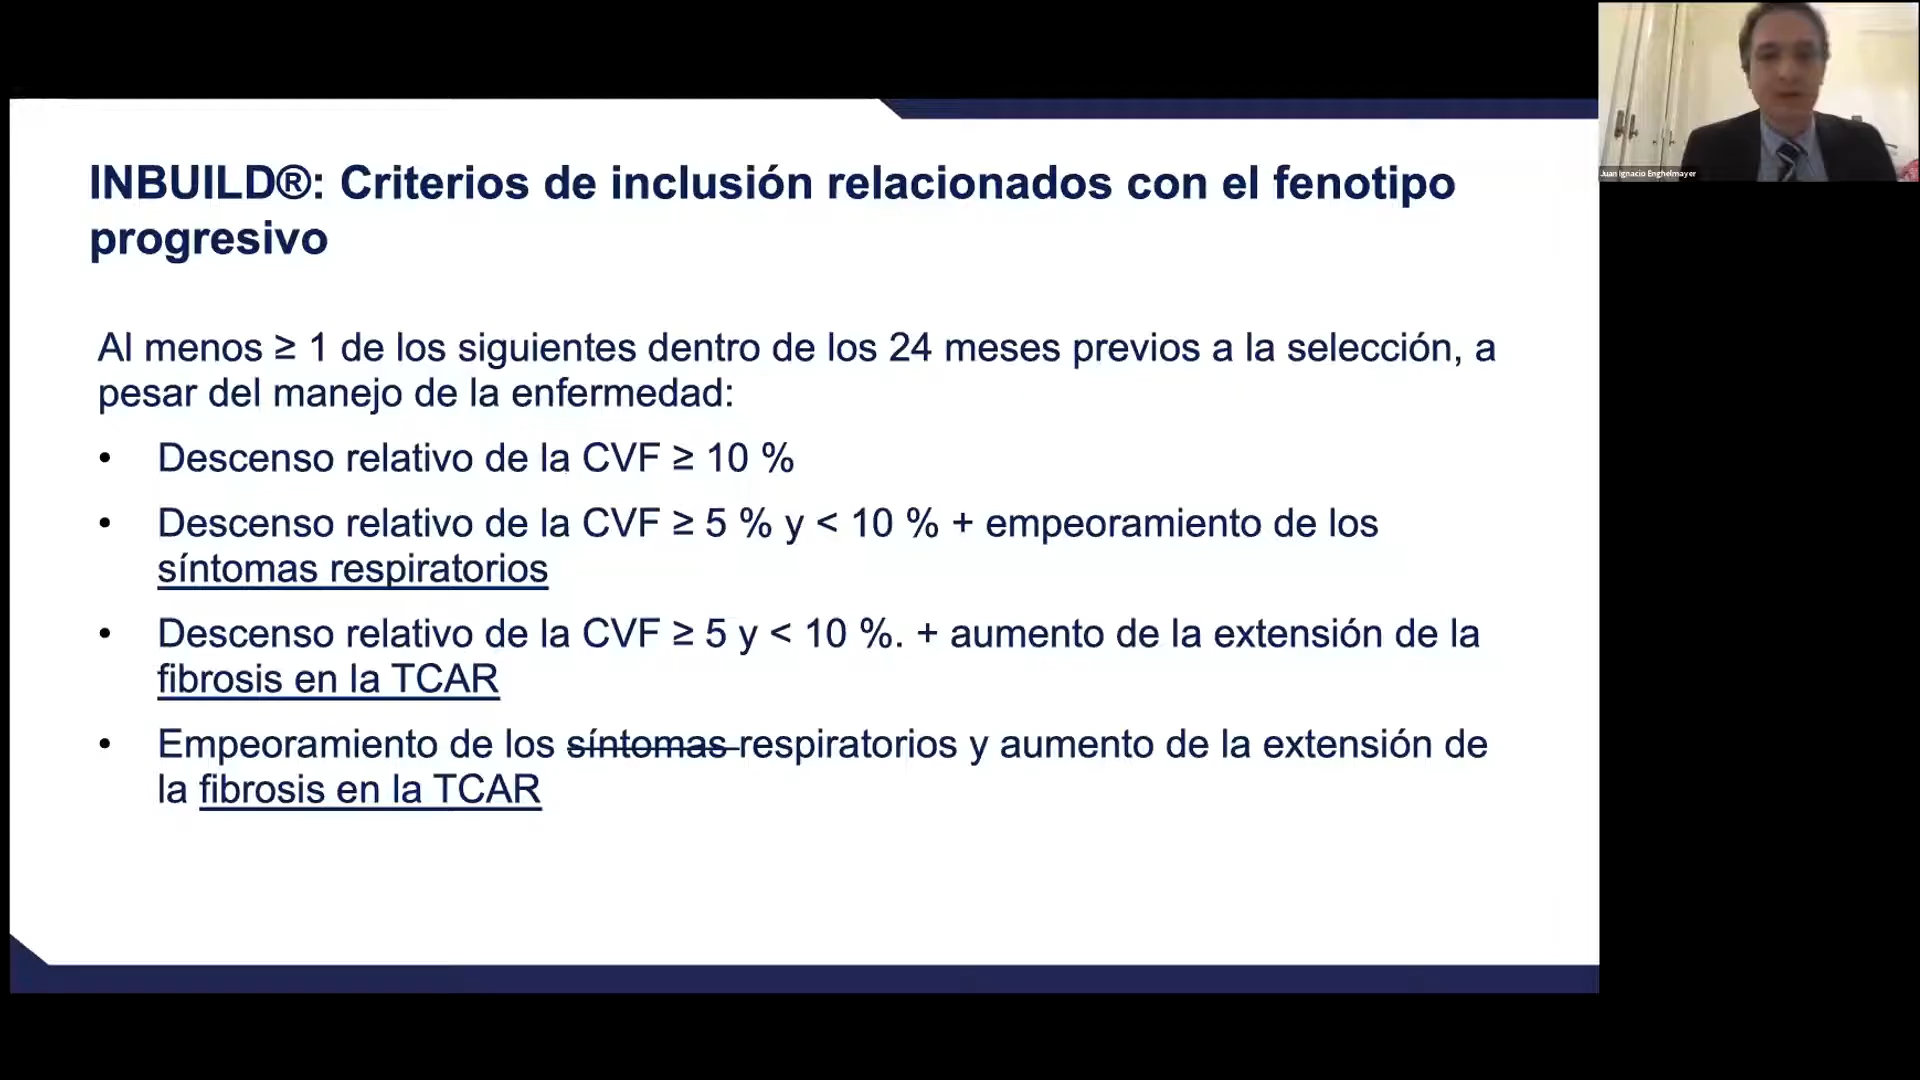 INBUILD®: Criterios de inclusión relacionados con el fenotipo
progresivo
Al menos ≥ 1 de los siguientes dentro de los 24 meses previos a la selección, a
pesar del manejo de la enfermedad:
• Descenso relativo de la CVF ≥ 10 %
• Descenso relativo de la CVF ≥ 5 % y < 10 % + empeoramiento de los
síntomas respiratorios
• Descenso relativo de la CVF ≥ 5 y < 10 %. + aumento de la extensión de la
fibrosis en la TCAR
• Empeoramiento de los síntomas respiratorios y aumento de la extensión de
la fibrosis en la TCAR
Juan Ignacio Enghelmayer